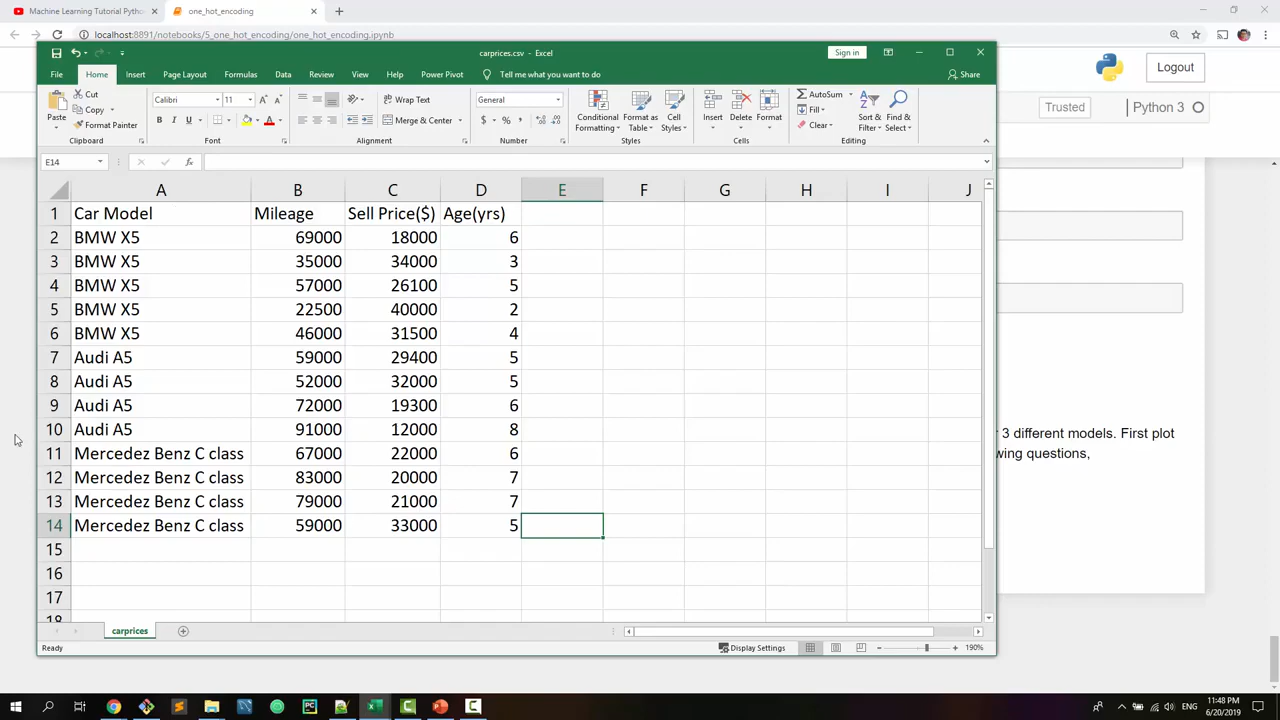 Machine Learning Tutorial Python
one_hot_encoding
localhost:8891/notebooks/5_one_hot_encoding/one_hot_encoding.ipynb
carprices.csv - Excel
Sign in
File Home Insert Page Layout Formulas Data Review View Help Power Pivot Tell me what you want to do Share
Logout
Trusted Python 3
Paste
Cut
Copy
Format Painter
Clipboard
Calibri 11
B I U
Font
Wrap Text
Merge & Center
Alignment
General
$ % ,
Number
Conditional Formatting
Format as Table
Cell Styles
Styles
Insert Delete Format
Cells
AutoSum
Fill
Clear
Sort & Filter
Find & Select
Editing
E14 fx
A B C D E F G H I J
1 Car Model Mileage Sell Price($) Age(yrs)
2 BMW X5 69000 18000 6
3 BMW X5 35000 34000 3
4 BMW X5 57000 26100 5
5 BMW X5 22500 40000 2
6 BMW X5 46000 31500 4
7 Audi A5 59000 29400 5
8 Audi A5 52000 32000 5
9 Audi A5 72000 19300 6
10 Audi A5 91000 12000 8
11 Mercedez Benz C class 67000 22000 6
12 Mercedez Benz C class 83000 20000 7
13 Mercedez Benz C class 79000 21000 7
14 Mercedez Benz C class 59000 33000 5
15
16
17
18
3 different models. First plot
wing questions,
carprices
Ready
Display Settings
190%
ENG
11:48 PM
6/20/2019